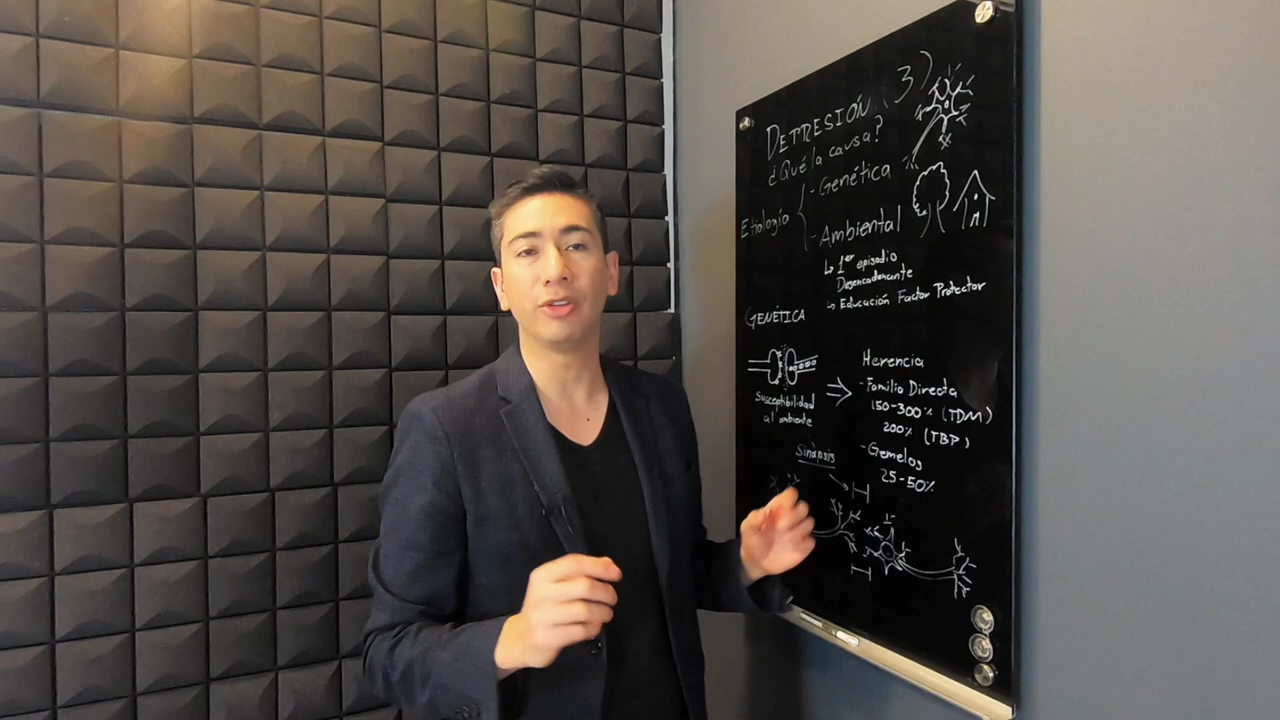 DEPRESIÓN (3)
¿Qué la causa?
Etiología
- Genética
- Ambiental
↳ 1er episodio
Desencadenante
→ Educación Factor Protector
GENÉTICA
Susceptibilidad
al ambiente
Herencia
- Familia Directa
150-300% (TDM)
200% (TBP)
- Gemelos
25-50%
Sinapsis